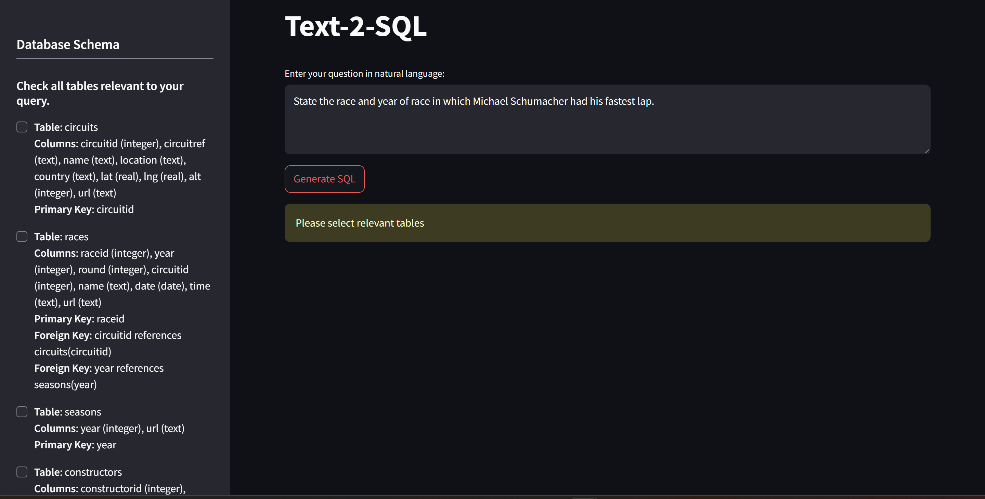 Database Schema
Check all tables relevant to your
query.
Table: circuits
Columns: circuitid (integer), circuitref
(text), name (text), location (text),
country (text), lat (real), lng (real), alt
(integer), url (text)
Primary Key: circuitid
Table: races
Columns: raceid (integer), year
(integer), round (integer), circuitid
(integer), name (text), date (date), time
(text), url (text)
Primary Key: raceid
Foreign Key: circuitid references
circuits(circuitid)
Foreign Key: year references
seasons(year)
Table: seasons
Columns: year (integer), url (text)
Primary Key: year
Table: constructors
Columns: constructorid (integer),
Text-2-SQL
Enter your question in natural language:
State the race and year of race in which Michael Schumacher had his fastest lap.
Generate SQL
Please select relevant tables